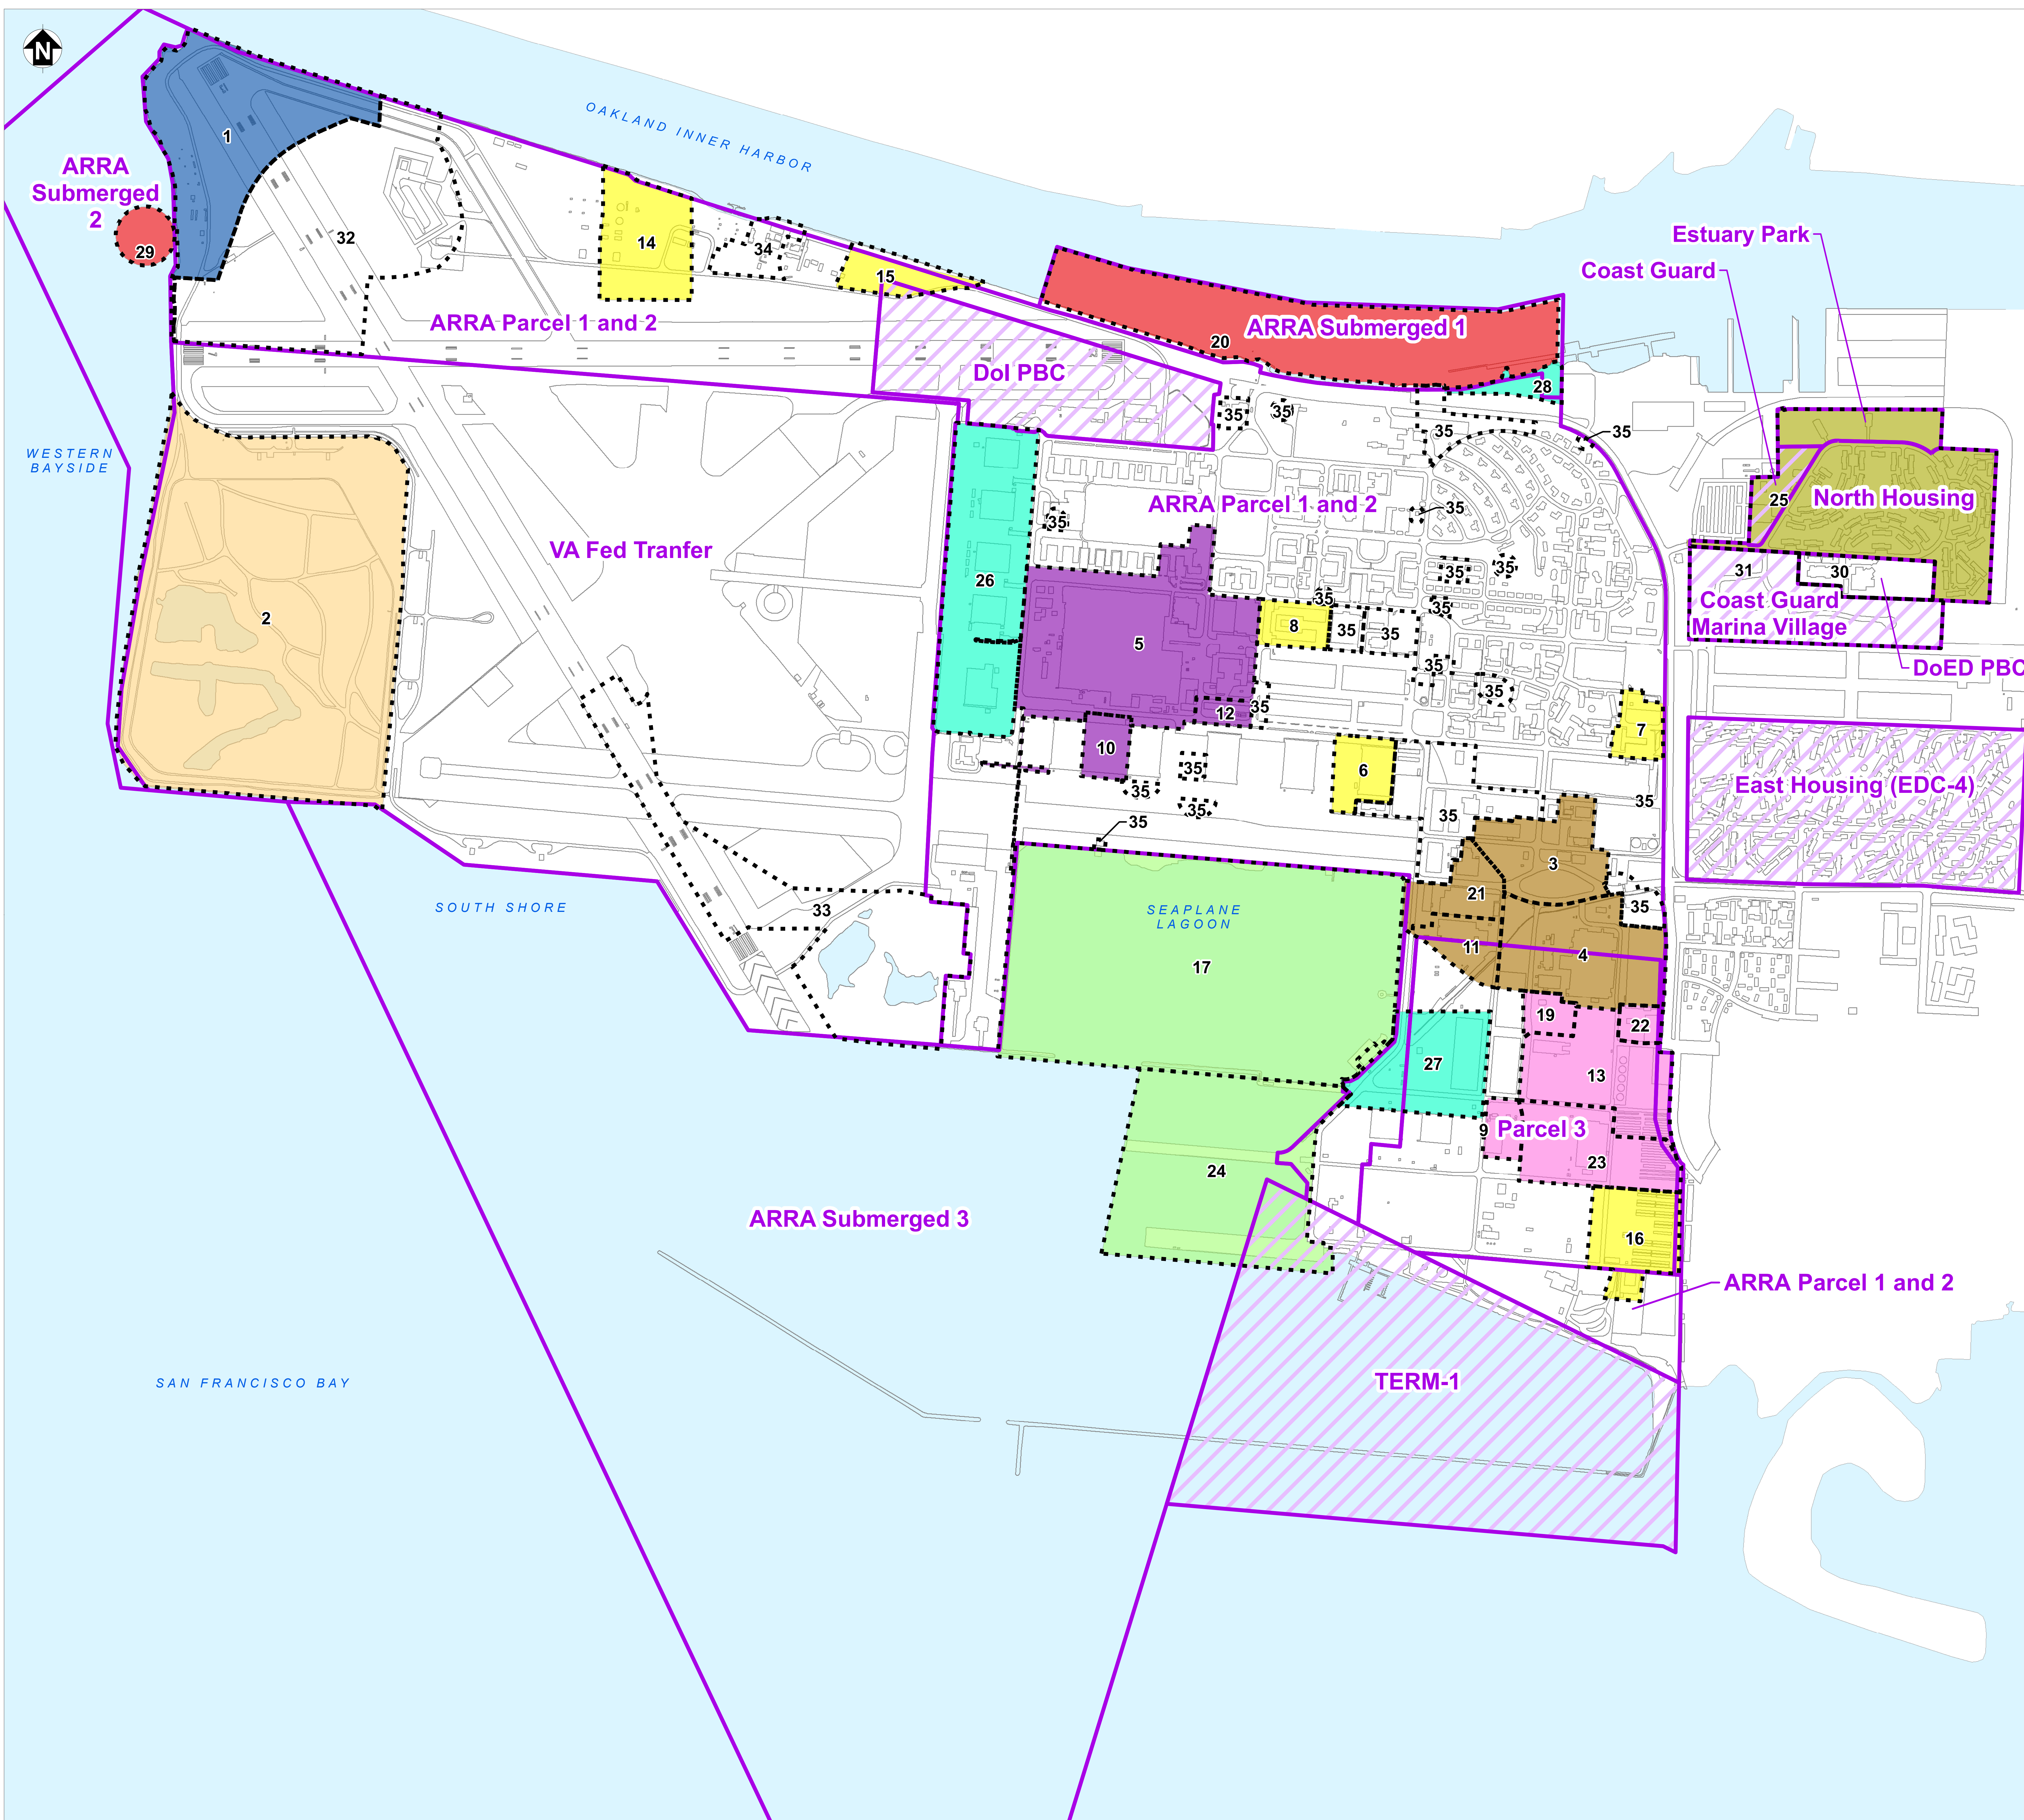 N
OAKLAND INNER HARBOR
1
ARRA
Submerged
2
29
32
14
34
15
ARRA Parcel 1 and 2
Estuary Park
Coast Guard
ARRA Submerged 1
20
DoI PBC
28
35
35
35
35
WESTERN
BAYSIDE
25
North Housing
ARRA Parcel 1 and 2
35
35
VA Fed Tranfer
26
35
35
31
30
Coast Guard
Marina Village
35
35
2
8
35
35
5
35
DoED PBC
35
12
35
7
10
35
6
35
35
East Housing (EDC-4)
35
35
35
3
21
35
33
SOUTH SHORE
SEAPLANE
LAGOON
17
11
4
19
22
27
13
9
Parcel 3
23
24
ARRA Submerged 3
16
ARRA Parcel 1 and 2
TERM-1
SAN FRANCISCO BAY